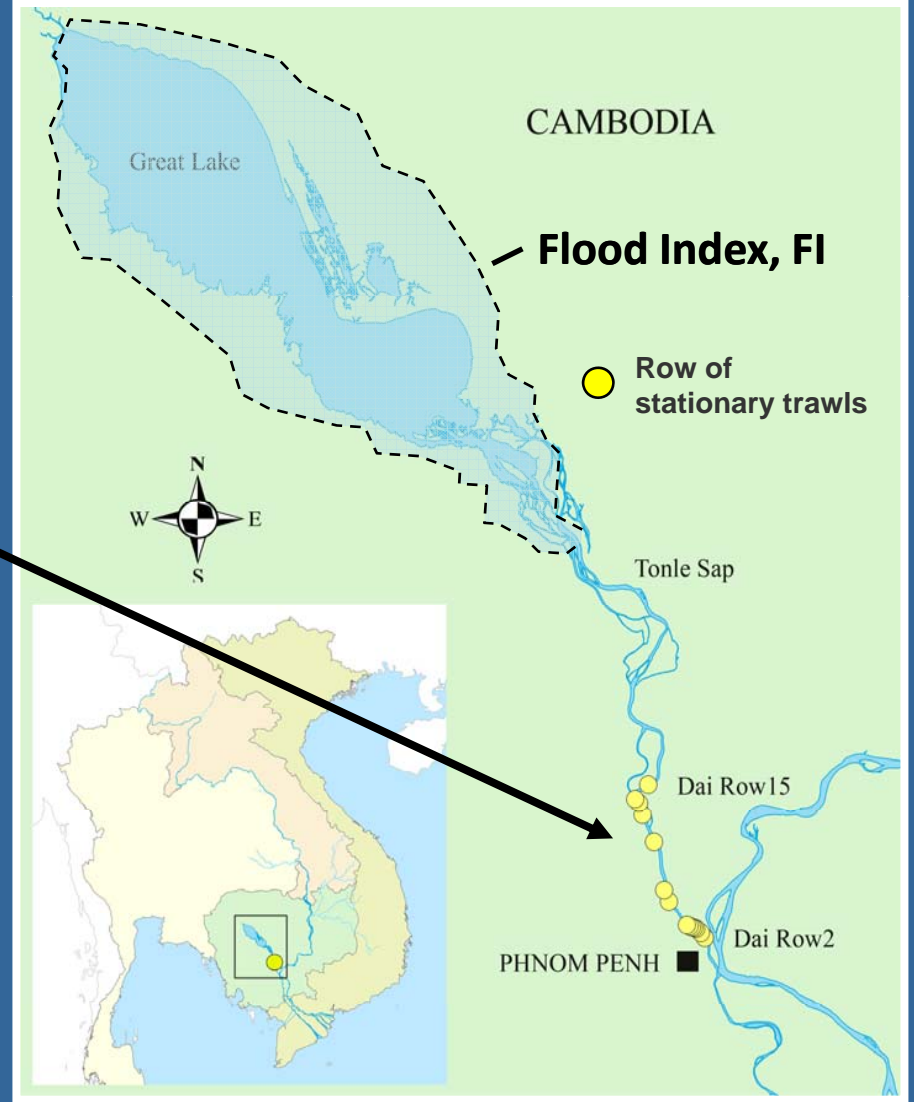 CAMBODIA
Great Lake
Flood Index, FI
Row of
stationary trawls
N
W E
S
Tonle Sap
Dai Row15
Dai Row2
PHNOM PENH